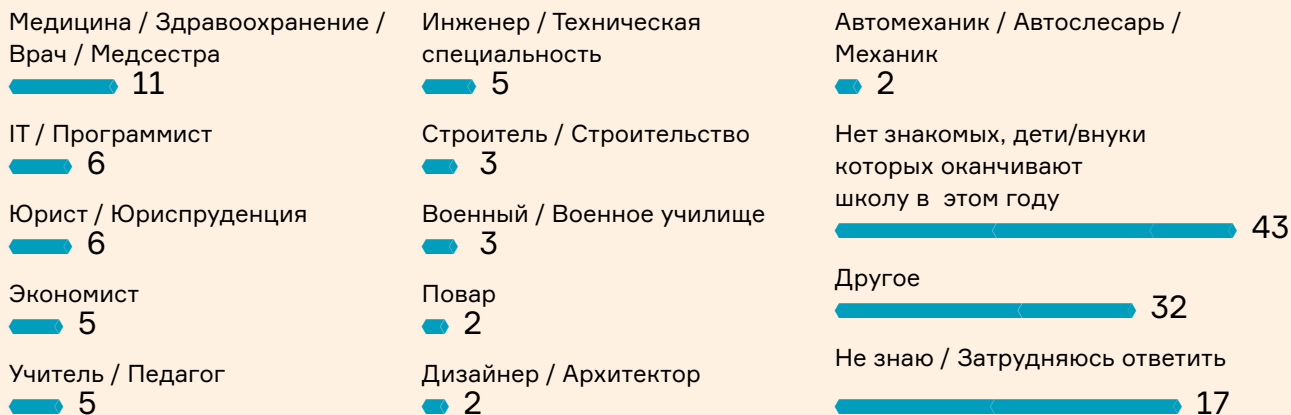 Медицина / Здравоохранение /
Врач / Медсестра
11
IT / Программист
6
Юрист / Юриспруденция
6
Экономист
5
Учитель / Педагог
5
Инженер / Техническая
специальность
5
Строитель / Строительство
3
Военный / Военное училище
3
Повар
2
Дизайнер / Архитектор
2
Автомеханик / Автослесарь /
Механик
2
Нет знакомых, дети/внуки
которых оканчивают
школу в этом году
43
Другое
32
Не знаю / Затрудняюсь ответить
17